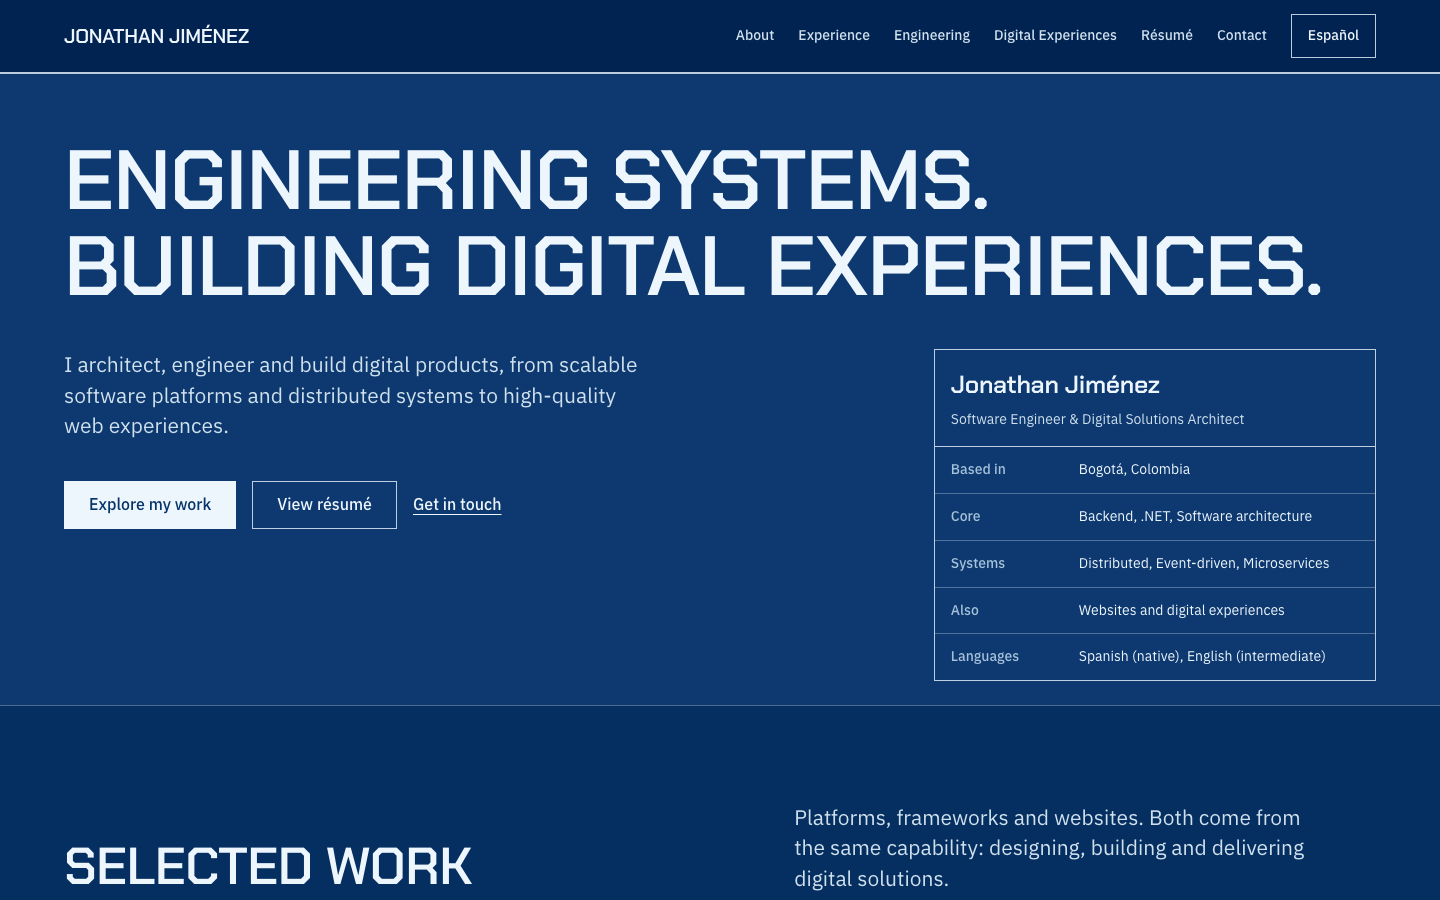 JONATHAN JIMÉNEZ
About Experience Engineering Digital Experiences Résumé Contact Español
ENGINEERING SYSTEMS.
BUILDING DIGITAL EXPERIENCES.
I architect, engineer and build digital products, from scalable
software platforms and distributed systems to high-quality
web experiences.
Explore my work View résumé Get in touch
Jonathan Jiménez
Software Engineer & Digital Solutions Architect
Based in Bogotá, Colombia
Core Backend, .NET, Software architecture
Systems Distributed, Event-driven, Microservices
Also Websites and digital experiences
Languages Spanish (native), English (intermediate)
SELECTED WORK
Platforms, frameworks and websites. Both come from
the same capability: designing, building and delivering
digital solutions.